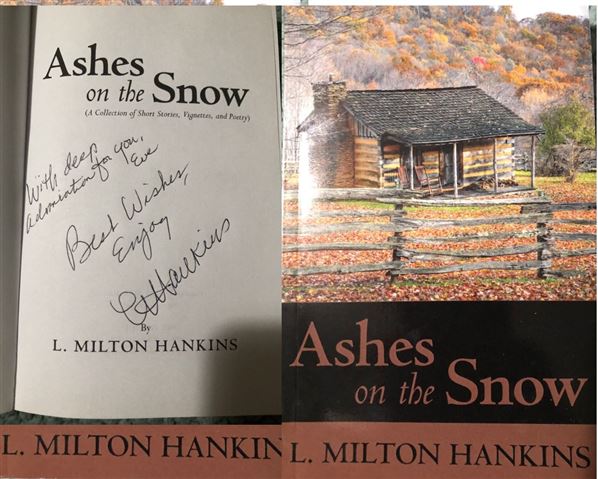 Ashes
on the Snow
(A Collection of Short Stories, Vignettes, and Poetry)
With deep
admiration for you,
Eve
Best Wishes,
Enjoy
L M Hankins
By
L. MILTON HANKINS
L. MILTON HANKIN
Ashes
on the Snow
L. MILTON HANKINS